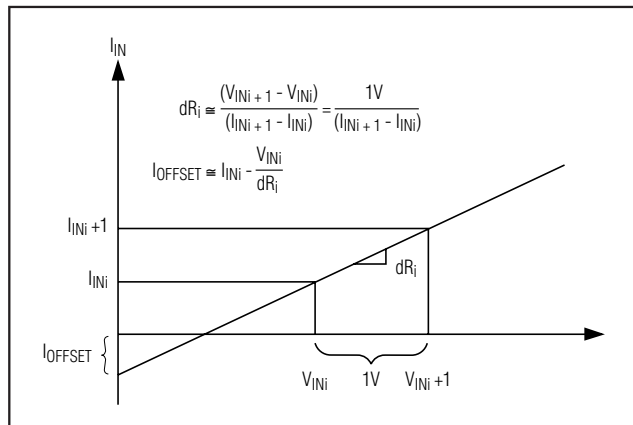 I_IN
dR_i ≅ (V_INi + 1 - V_INi) / (I_INi + 1 - I_INi) = 1V / (I_INi + 1 - I_INi)
I_OFFSET ≅ I_INi - V_INi / dR_i
I_INi +1
I_INi
dR_i
I_OFFSET
V_INi 1V V_INi +1